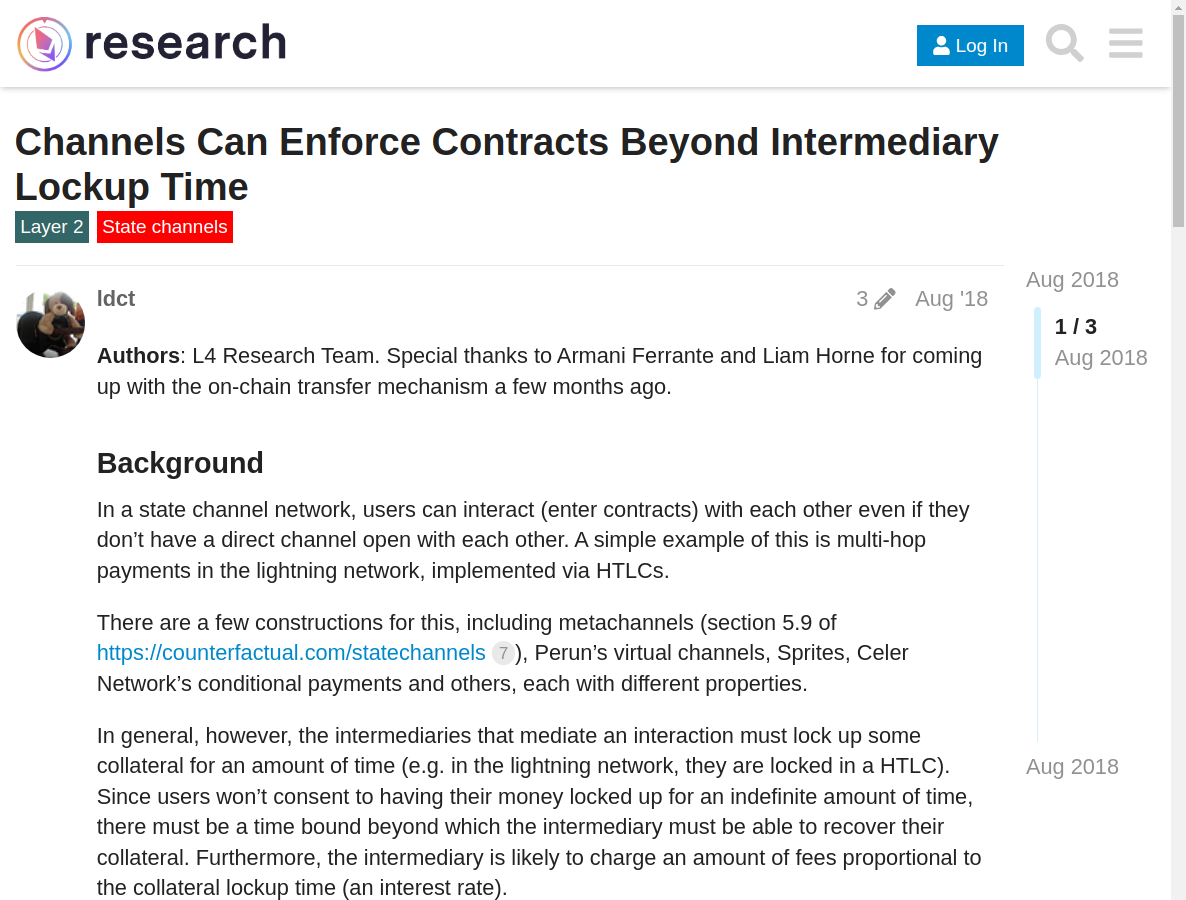 research
Log In
Channels Can Enforce Contracts Beyond Intermediary
Lockup Time
Layer 2 State channels
ldct
3 Aug '18
Authors: L4 Research Team. Special thanks to Armani Ferrante and Liam Horne for coming
up with the on-chain transfer mechanism a few months ago.
Background
In a state channel network, users can interact (enter contracts) with each other even if they
don’t have a direct channel open with each other. A simple example of this is multi-hop
payments in the lightning network, implemented via HTLCs.
There are a few constructions for this, including metachannels (section 5.9 of
https://counterfactual.com/statechannels 7), Perun’s virtual channels, Sprites, Celer
Network’s conditional payments and others, each with different properties.
In general, however, the intermediaries that mediate an interaction must lock up some
collateral for an amount of time (e.g. in the lightning network, they are locked in a HTLC).
Since users won’t consent to having their money locked up for an indefinite amount of time,
there must be a time bound beyond which the intermediary must be able to recover their
collateral. Furthermore, the intermediary is likely to charge an amount of fees proportional to
the collateral lockup time (an interest rate).
Aug 2018
1 / 3
Aug 2018
Aug 2018